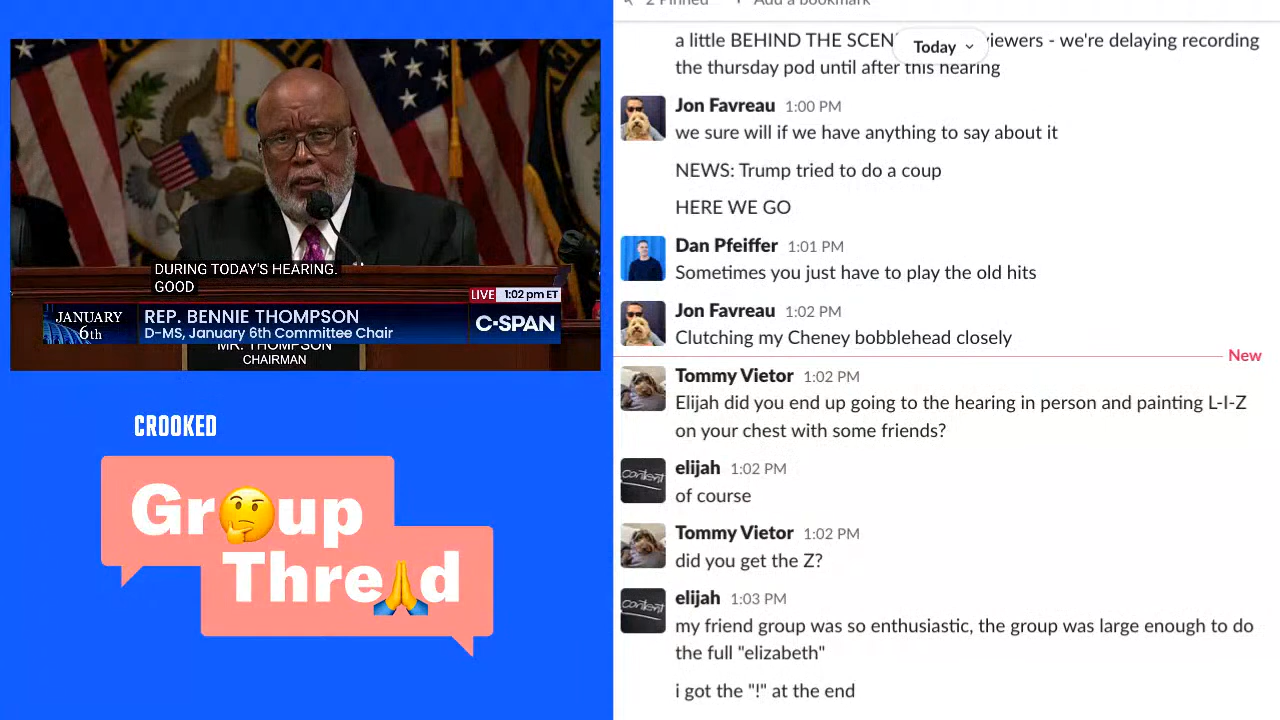 DURING TODAY'S HEARING.
GOOD
LIVE 1:02 pm ET
JANUARY
6th
REP. BENNIE THOMPSON
D-MS, January 6th Committee Chair
C-SPAN
MR. THOMPSON
CHAIRMAN
CROOKED
Gr🤔up
Thre🙏d
2 Pinned + Add a bookmark
Today
a little BEHIND THE viewers - we're delaying recording
the thursday pod until after this hearing
Jon Favreau 1:00 PM
we sure will if we have anything to say about it
NEWS: Trump tried to do a coup
HERE WE GO
Dan Pfeiffer 1:01 PM
Sometimes you just have to play the old hits
Jon Favreau 1:02 PM
Clutching my Cheney bobblehead closely
New
Tommy Vietor 1:02 PM
Elijah did you end up going to the hearing in person and painting L-I-Z
on your chest with some friends?
elijah 1:02 PM
content
of course
Tommy Vietor 1:02 PM
did you get the Z?
elijah 1:03 PM
content
my friend group was so enthusiastic, the group was large enough to do
the full "elizabeth"
i got the "!" at the end